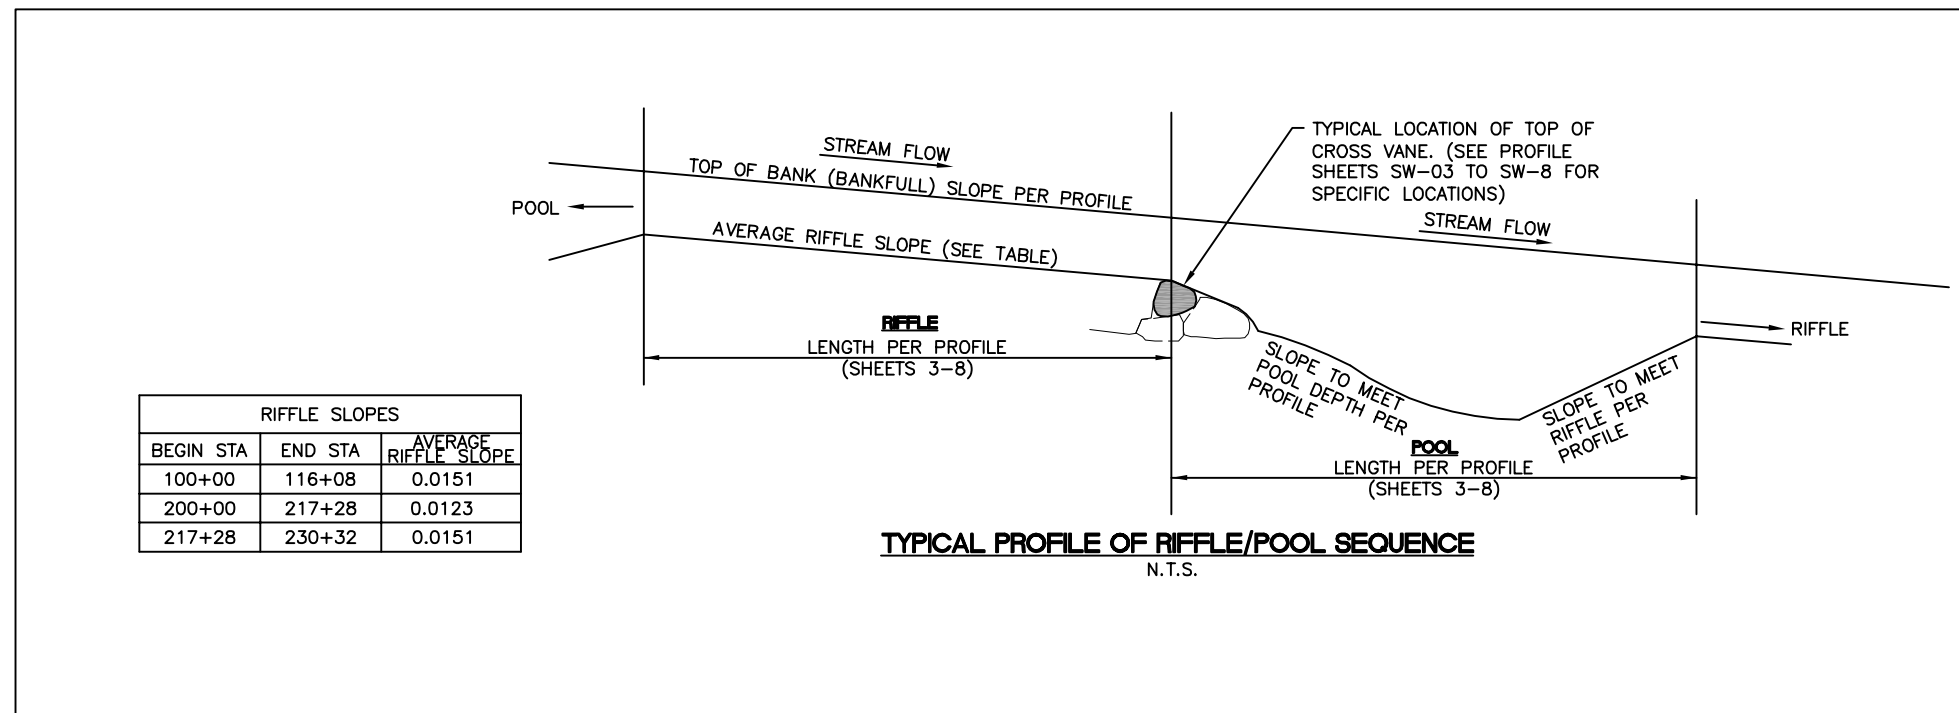 STREAM FLOW
TOP OF BANK (BANKFULL) SLOPE PER PROFILE
TYPICAL LOCATION OF TOP OF
CROSS VANE. (SEE PROFILE
SHEETS SW-03 TO SW-8 FOR
SPECIFIC LOCATIONS)
POOL
STREAM FLOW
AVERAGE RIFFLE SLOPE (SEE TABLE)
RIFFLE
LENGTH PER PROFILE
(SHEETS 3-8)
RIFFLE
SLOPE TO MEET
POOL DEPTH PER
PROFILE
SLOPE TO MEET
RIFFLE PER
PROFILE
POOL
LENGTH PER PROFILE
(SHEETS 3-8)
RIFFLE SLOPES
BEGIN STA END STA AVERAGE RIFFLE SLOPE
100+00 116+08 0.0151
200+00 217+28 0.0123
217+28 230+32 0.0151
TYPICAL PROFILE OF RIFFLE/POOL SEQUENCE
N.T.S.